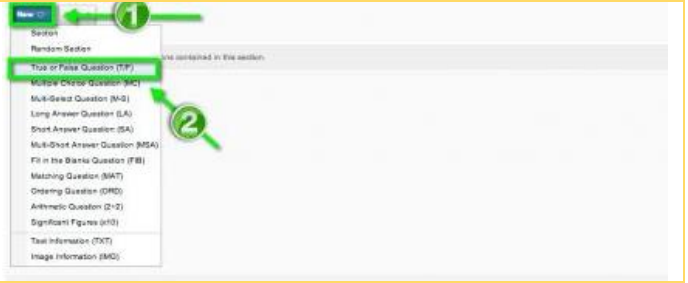 New
1
Section
Random Section
ns contained in this section.
True or False Question (T/F)
Multiple Choice Question (MC)
Multi-Select Question (M-S)
Long Answer Question (LA)
2
Short Answer Question (SA)
Multi-Short Answer Question (MSA)
Fill in the Blanks Question (FIB)
Matching Question (MAT)
Ordering Question (ORD)
Arithmetic Question (2+2)
Significant Figures (x10)
Text Information (TXT)
Image Information (IMG)